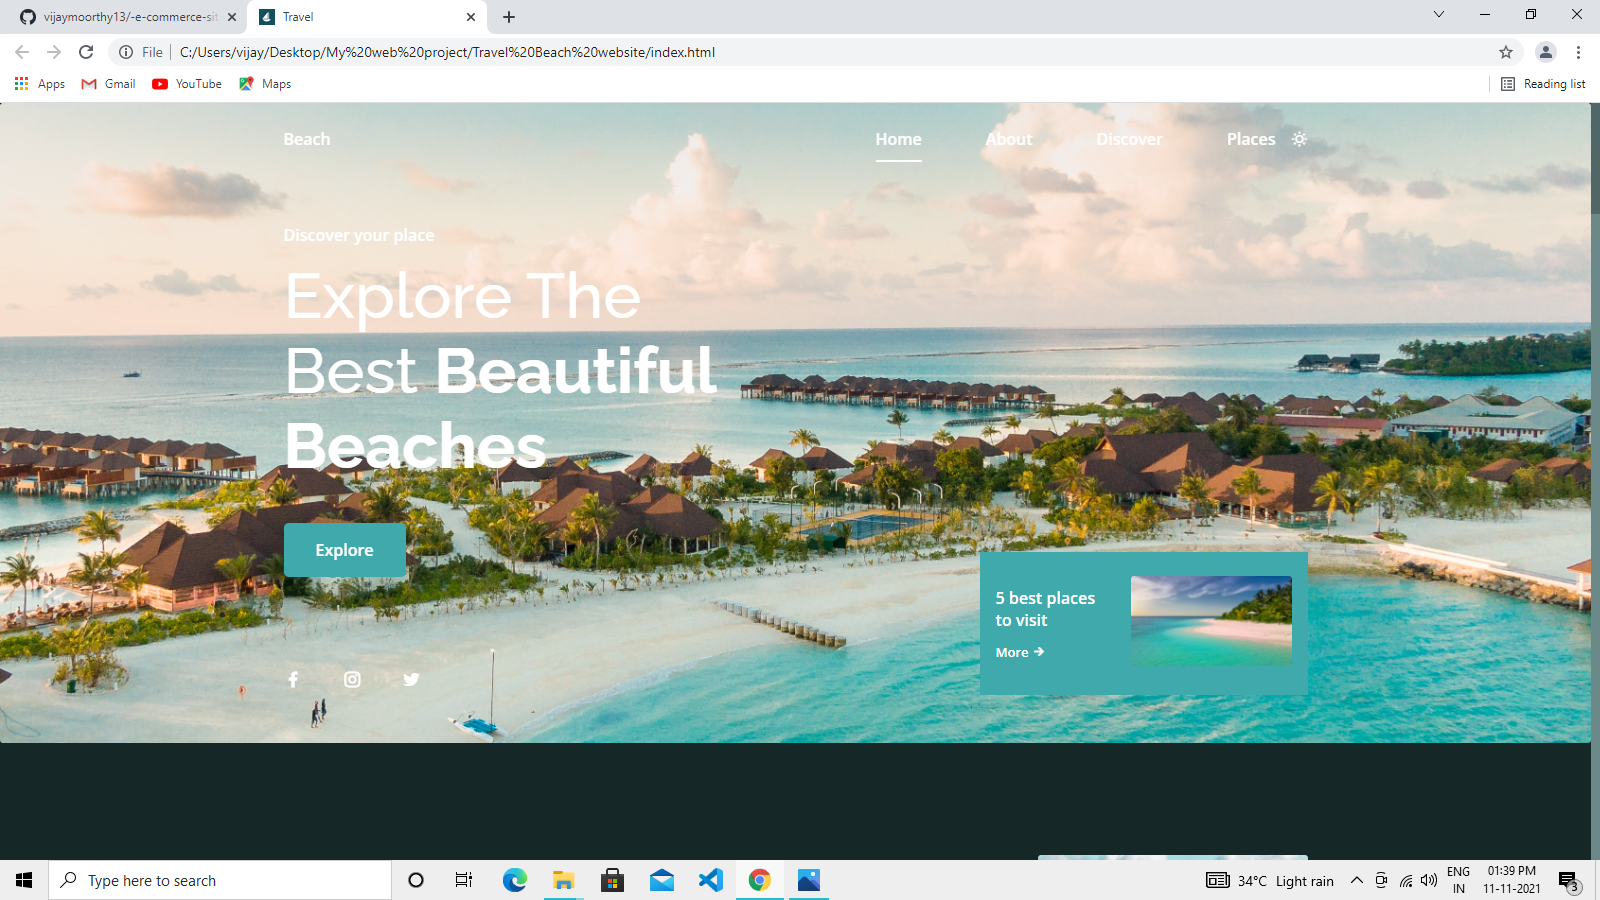 vijaymoorthy13/-e-commerce-sit
Travel
File
C:/Users/vijay/Desktop/My%20web%20project/Travel%20Beach%20website/index.html
Apps
Gmail
YouTube
Maps
Reading list
Beach
Home
About
Discover
Places
Discover your place
Explore The
Best Beautiful
Beaches
Explore
5 best places
to visit
More →
Type here to search
34°C Light rain
ENG
IN
01:39 PM
11-11-2021
3